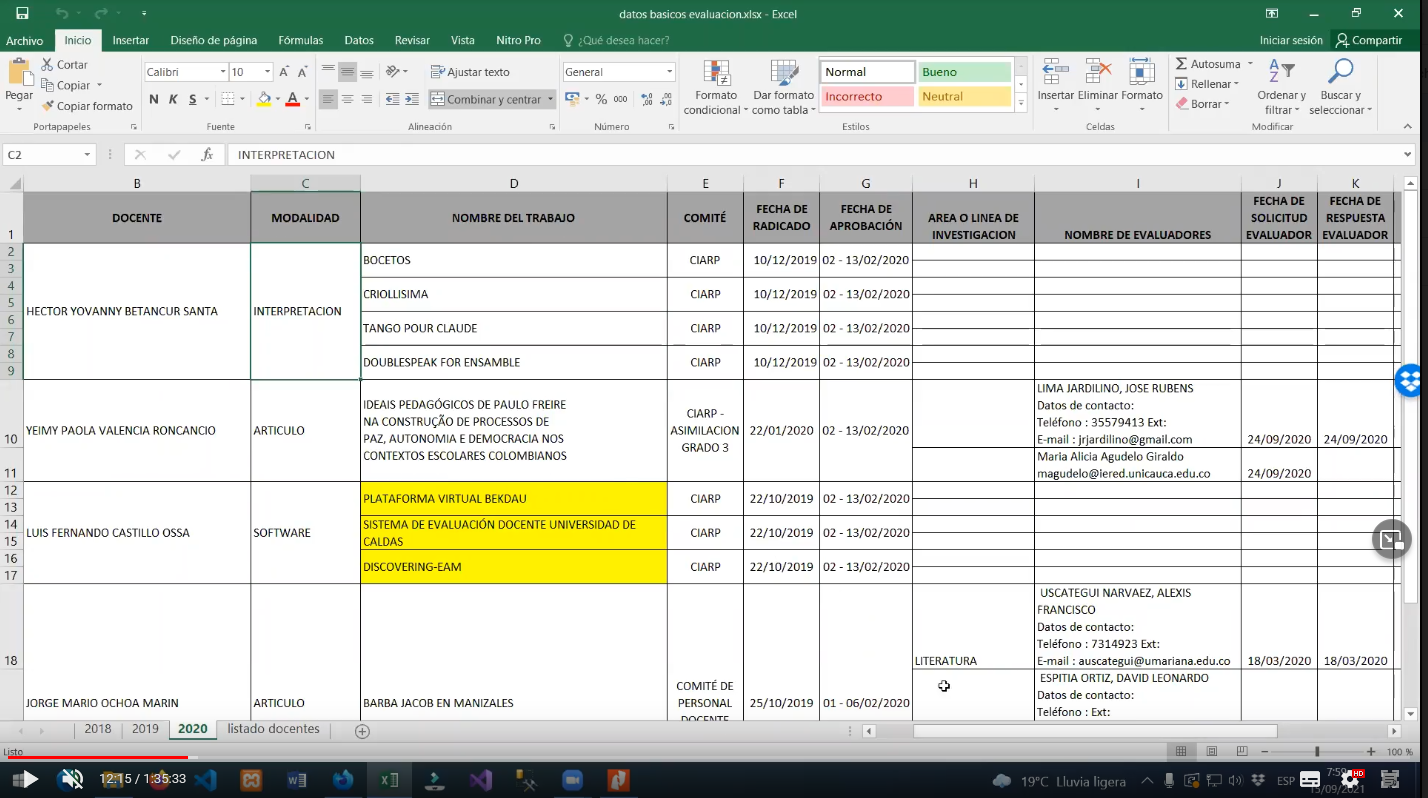 datos basicos evaluacion.xlsx - Excel
Archivo Inicio Insertar Diseño de página Fórmulas Datos Revisar Vista Nitro Pro ¿Qué desea hacer? Iniciar sesión Compartir
Pegar
Cortar
Copiar
Copiar formato
Portapapeles
Calibri 10
N K S
Fuente
Ajustar texto
Combinar y centrar
Alineación
General
% 000
Número
Formato condicional
Dar formato como tabla
Normal Bueno
Incorrecto Neutral
Estilos
Insertar Eliminar Formato
Celdas
Autosuma
Rellenar
Borrar
Ordenar y filtrar
Buscar y seleccionar
Modificar
C2 fx INTERPRETACION
B C D E F G H I J K
1 DOCENTE MODALIDAD NOMBRE DEL TRABAJO COMITÉ FECHA DE RADICADO FECHA DE APROBACIÓN AREA O LINEA DE INVESTIGACION NOMBRE DE EVALUADORES FECHA DE SOLICITUD EVALUADOR FECHA DE RESPUESTA EVALUADOR
2
3
4
5
6
7
8
9
HECTOR YOVANNY BETANCUR SANTA INTERPRETACION
BOCETOS CIARP 10/12/2019 02 - 13/02/2020
CRIOLLISIMA CIARP 10/12/2019 02 - 13/02/2020
TANGO POUR CLAUDE CIARP 10/12/2019 02 - 13/02/2020
DOUBLESPEAK FOR ENSAMBLE CIARP 10/12/2019 02 - 13/02/2020
10
11
YEIMY PAOLA VALENCIA RONCANCIO ARTICULO
IDEAIS PEDAGÓGICOS DE PAULO FREIRE
NA CONSTRUÇÃO DE PROCESSOS DE
PAZ, AUTONOMIA E DEMOCRACIA NOS
CONTEXTOS ESCOLARES COLOMBIANOS
CIARP -
ASIMILACION
GRADO 3
22/01/2020 02 - 13/02/2020
LIMA JARDILINO, JOSE RUBENS
Datos de contacto:
Teléfono : 35579413 Ext:
E-mail : jrjardilino@gmail.com
24/09/2020 24/09/2020
Maria Alicia Agudelo Giraldo
magudelo@iered.unicauca.edu.co
24/09/2020
12
13
14
15
16
17
LUIS FERNANDO CASTILLO OSSA SOFTWARE
PLATAFORMA VIRTUAL BEKDAU CIARP 22/10/2019 02 - 13/02/2020
SISTEMA DE EVALUACIÓN DOCENTE UNIVERSIDAD DE
CALDAS
CIARP 22/10/2019 02 - 13/02/2020
DISCOVERING-EAM CIARP 22/10/2019 02 - 13/02/2020
18
JORGE MARIO OCHOA MARIN ARTICULO BARBA JACOB EN MANIZALES
COMITÉ DE
PERSONAL
DOCENTE
25/10/2019 01 - 06/02/2020
LITERATURA
USCATEGUI NARVAEZ, ALEXIS
FRANCISCO
Datos de contacto:
Teléfono : 7314923 Ext:
E-mail : auscategui@umariana.edu.co
18/03/2020 18/03/2020
ESPITIA ORTIZ, DAVID LEONARDO
Datos de contacto:
Teléfono : Ext:
2018 2019 2020 listado docentes
Listo 100 %
12:15 / 1:35:33
19°C Lluvia ligera ESP
HD
15/09/2021